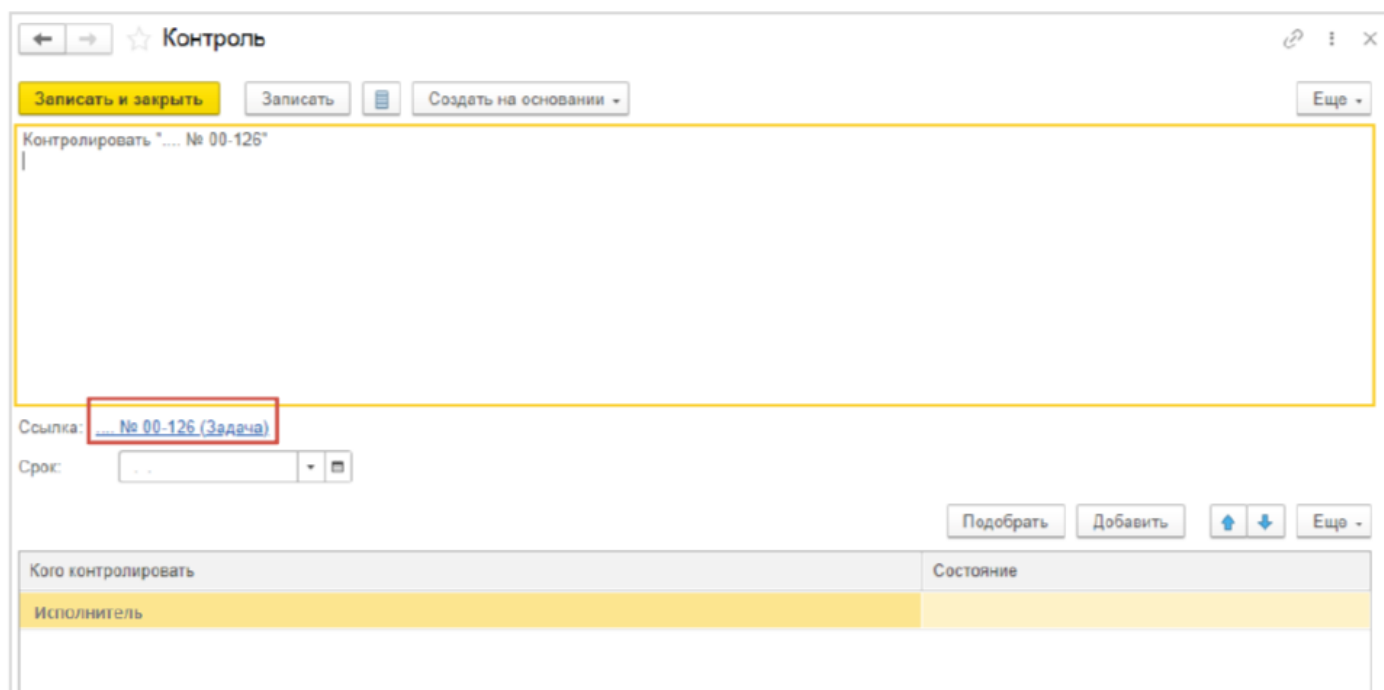 Контроль
Записать и закрыть Записать Создать на основании Еще
Контролировать ".... № 00-126"
Ссылка: .... № 00-126 (Задача)
Срок: . .
Подобрать Добавить Еще
Кого контролировать Состояние
Исполнитель